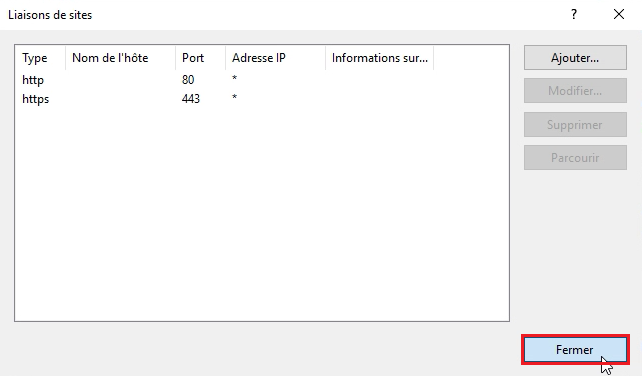 Liaisons de sites ?
Type Nom de l'hôte Port Adresse IP Informations sur... Ajouter...
http 80 *
Modifier...
https 443 *
Supprimer
Parcourir
Fermer